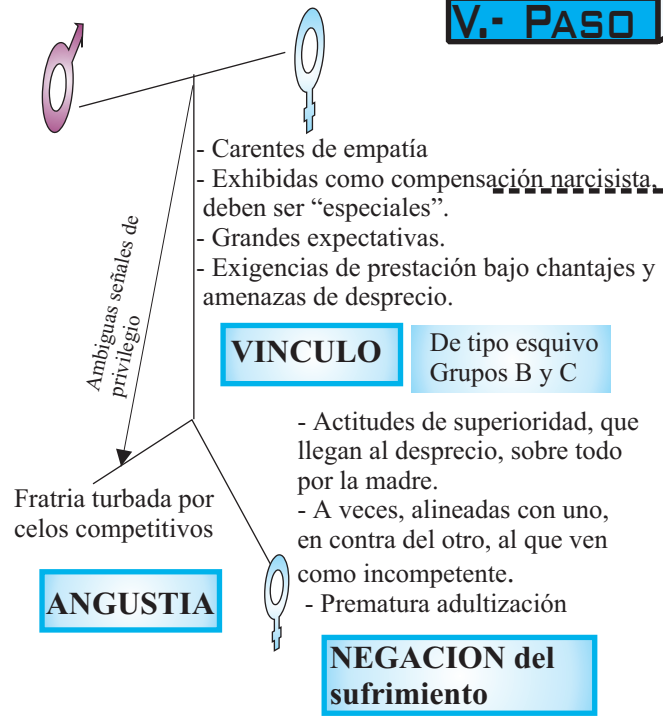 V.- PASO
- Carentes de empatía
- Exhibidas como compensación narcisista,
deben ser “especiales”.
- Grandes expectativas.
- Exigencias de prestación bajo chantajes y
amenazas de desprecio.
Ambiguas señales de
privilegio
VINCULO
De tipo esquivo
Grupos B y C
- Actitudes de superioridad, que
llegan al desprecio, sobre todo
por la madre.
- A veces, alineadas con uno,
en contra del otro, al que ven
como incompetente.
- Prematura adultización
Fratria turbada por
celos competitivos
ANGUSTIA
NEGACION del
sufrimiento